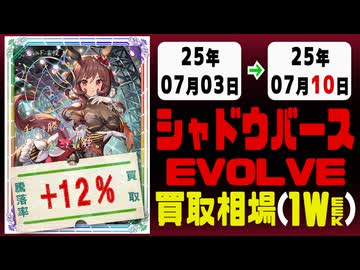 25年
07月03日
25年
07月10日
シャドウバース
EVOLVE
買取相場(1WEEK)
騰落率
+12%
買取